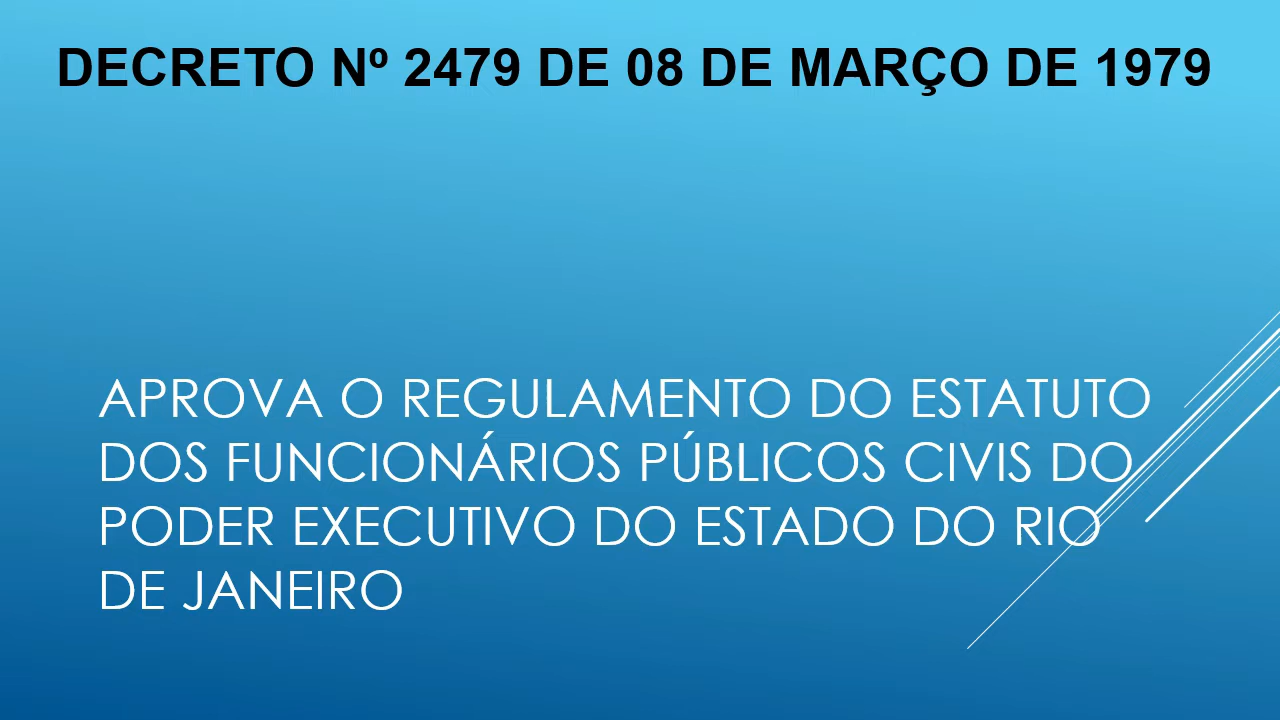 DECRETO Nº 2479 DE 08 DE MARÇO DE 1979
APROVA O REGULAMENTO DO ESTATUTO
DOS FUNCIONÁRIOS PÚBLICOS CIVIS DO
PODER EXECUTIVO DO ESTADO DO RIO
DE JANEIRO